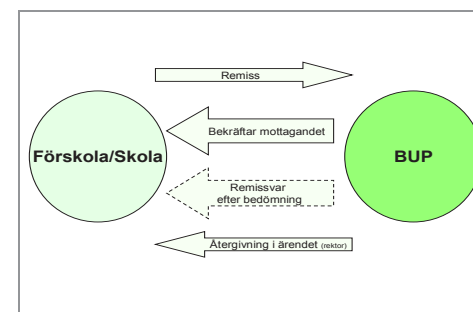 Remiss
Bekräftar mottagandet
Förskola/Skola
BUP
Remissvar
efter bedömning
Återgivning i ärendet (rektor)